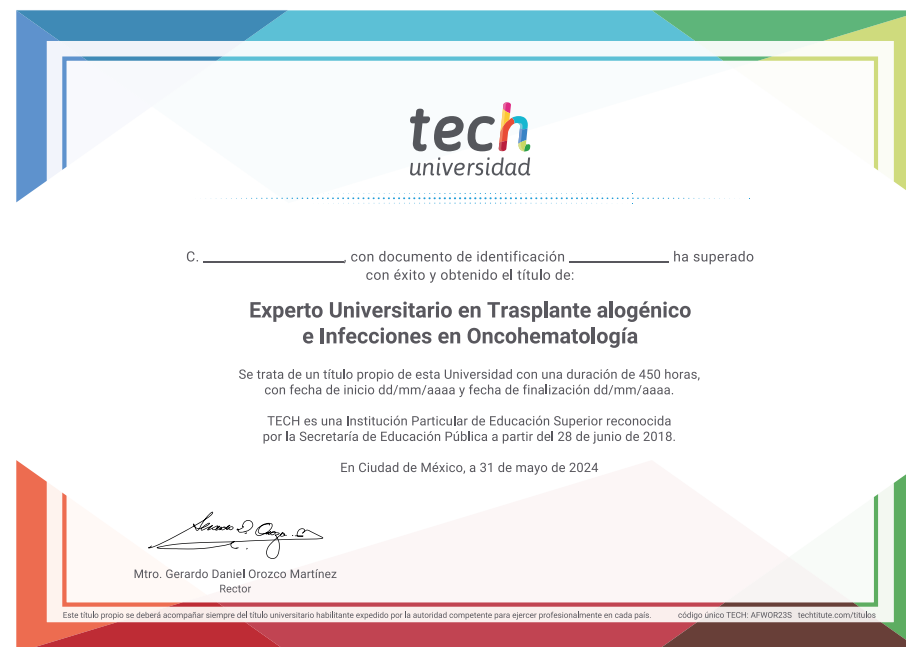 tech
universidad
C. ____________, con documento de identificación ____________ ha superado
con éxito y obtenido el título de:
Experto Universitario en Trasplante alogénico
e Infecciones en Oncohematología
Se trata de un título propio de esta Universidad con una duración de 450 horas,
con fecha de inicio dd/mm/aaaa y fecha de finalización dd/mm/aaaa.
TECH es una Institución Particular de Educación Superior reconocida
por la Secretaría de Educación Pública a partir del 28 de junio de 2018.
En Ciudad de México, a 31 de mayo de 2024
Mtro. Gerardo Daniel Orozco Martínez
Rector
Este título propio se deberá acompañar siempre del título universitario habilitante expedido por la autoridad competente para ejercer profesionalmente en cada país. código único TECH: AFWOR23S techtitute.com/titulos